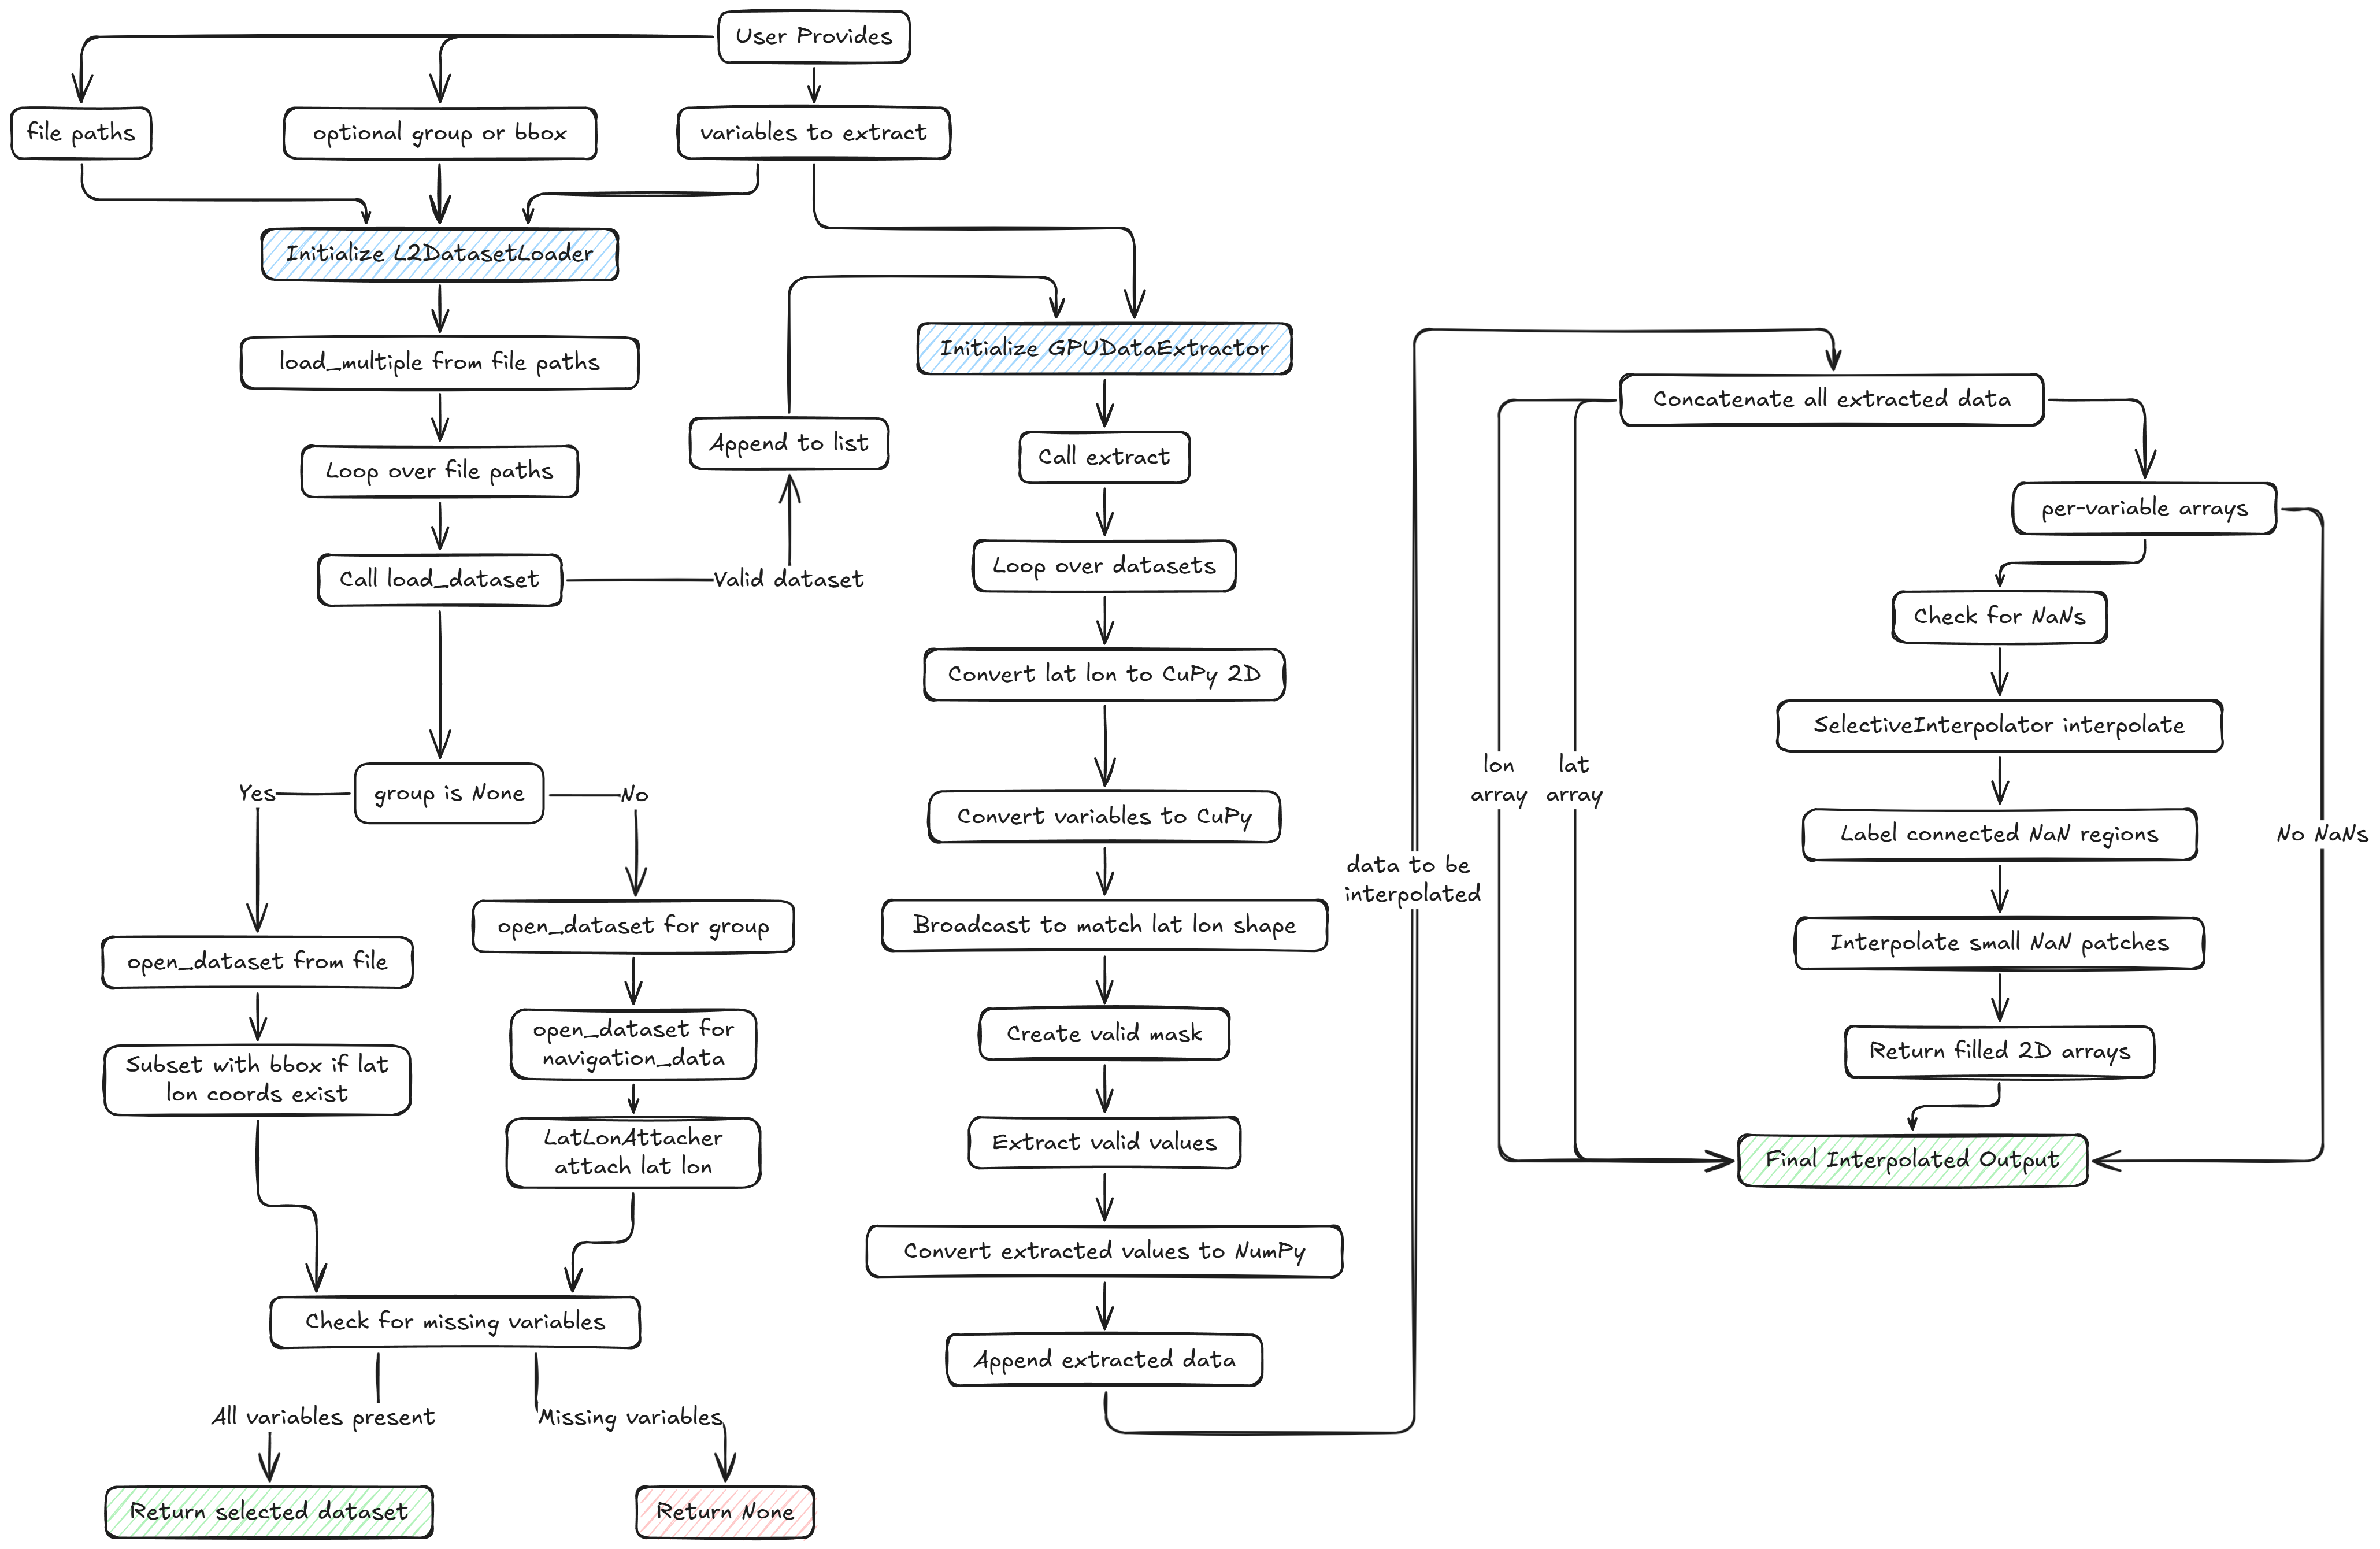 User Provides
file paths
optional group or bbox
variables to extract
Initialize L2DatasetLoader
load_multiple from file paths
Loop over file paths
Call load_dataset
Valid dataset
Append to list
group is None
Yes
No
open_dataset from file
Subset with bbox if lat
lon coords exist
open_dataset for group
open_dataset for
navigation_data
LatLonAttacher
attach lat lon
Check for missing variables
All variables present
Missing variables
Return selected dataset
Return None
Initialize GPUDataExtractor
Call extract
Loop over datasets
Convert lat lon to CuPy 2D
Convert variables to CuPy
Broadcast to match lat lon shape
Create valid mask
Extract valid values
Convert extracted values to NumPy
Append extracted data
data to be
interpolated
Concatenate all extracted data
lon
array
lat
array
per-variable arrays
Check for NaNs
No NaNs
SelectiveInterpolator interpolate
Label connected NaN regions
Interpolate small NaN patches
Return filled 2D arrays
Final Interpolated Output